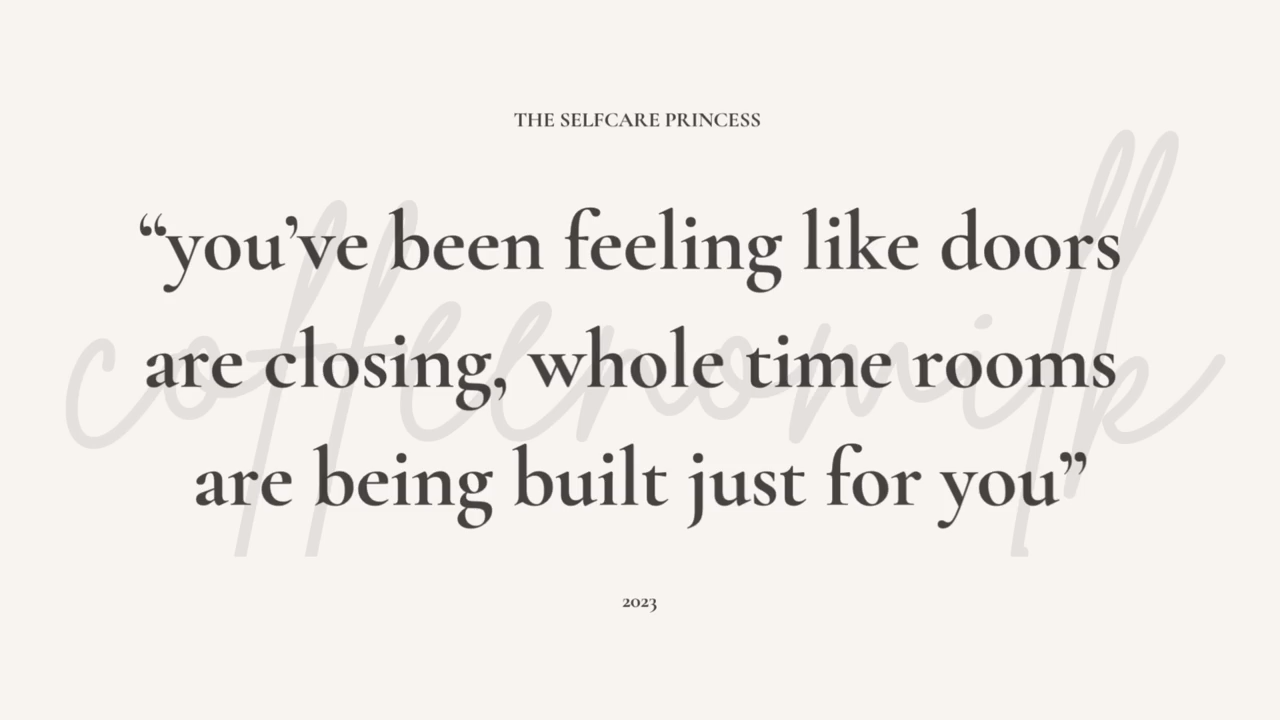 THE SELFCARE PRINCESS
“you’ve been feeling like doors
are closing, whole time rooms
are being built just for you”
coffeenomilk
2023